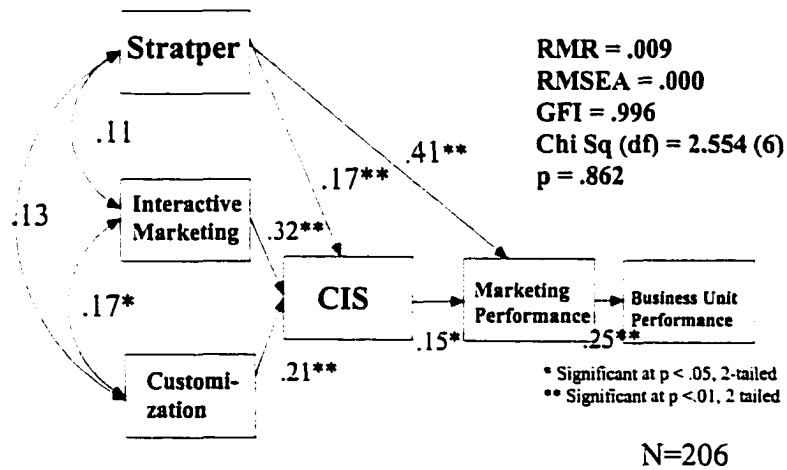 Stratper
RMR = .009
RMSEA = .000
GFI = .996
Chi Sq (df) = 2.554 (6)
p = .862
.11
.41**
.17**
.13
Interactive
Marketing
.32**
CIS
Marketing
Performance
Business Unit
Performance
.17*
.15*
.25**
.21**
Customi-
zation
* Significant at p < .05, 2-tailed
** Significant at p <.01, 2 tailed
N=206